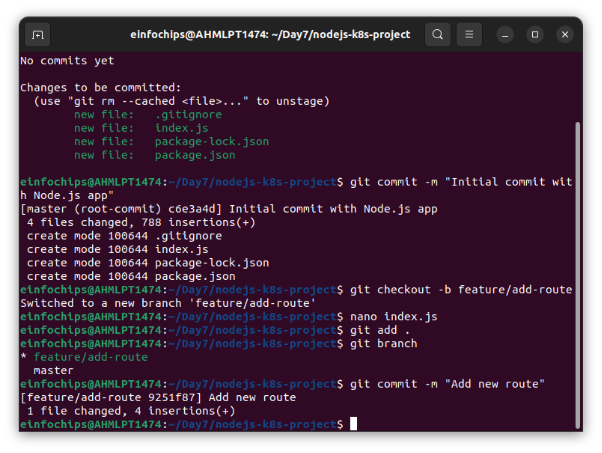 einfochips@AHMLPT1474: ~/Day7/nodejs-k8s-project
No commits yet
Changes to be committed:
  (use "git rm --cached <file>..." to unstage)
        new file:   .gitignore
        new file:   index.js
        new file:   package-lock.json
        new file:   package.json
einfochips@AHMLPT1474:~/Day7/nodejs-k8s-project$ git commit -m "Initial commit wit
h Node.js app"
[master (root-commit) c6e3a4d] Initial commit with Node.js app
 4 files changed, 788 insertions(+)
 create mode 100644 .gitignore
 create mode 100644 index.js
 create mode 100644 package-lock.json
 create mode 100644 package.json
einfochips@AHMLPT1474:~/Day7/nodejs-k8s-project$ git checkout -b feature/add-route
Switched to a new branch 'feature/add-route'
einfochips@AHMLPT1474:~/Day7/nodejs-k8s-project$ nano index.js
einfochips@AHMLPT1474:~/Day7/nodejs-k8s-project$ git add .
einfochips@AHMLPT1474:~/Day7/nodejs-k8s-project$ git branch
* feature/add-route
  master
einfochips@AHMLPT1474:~/Day7/nodejs-k8s-project$ git commit -m "Add new route"
[feature/add-route 9251f87] Add new route
 1 file changed, 4 insertions(+)
einfochips@AHMLPT1474:~/Day7/nodejs-k8s-project$